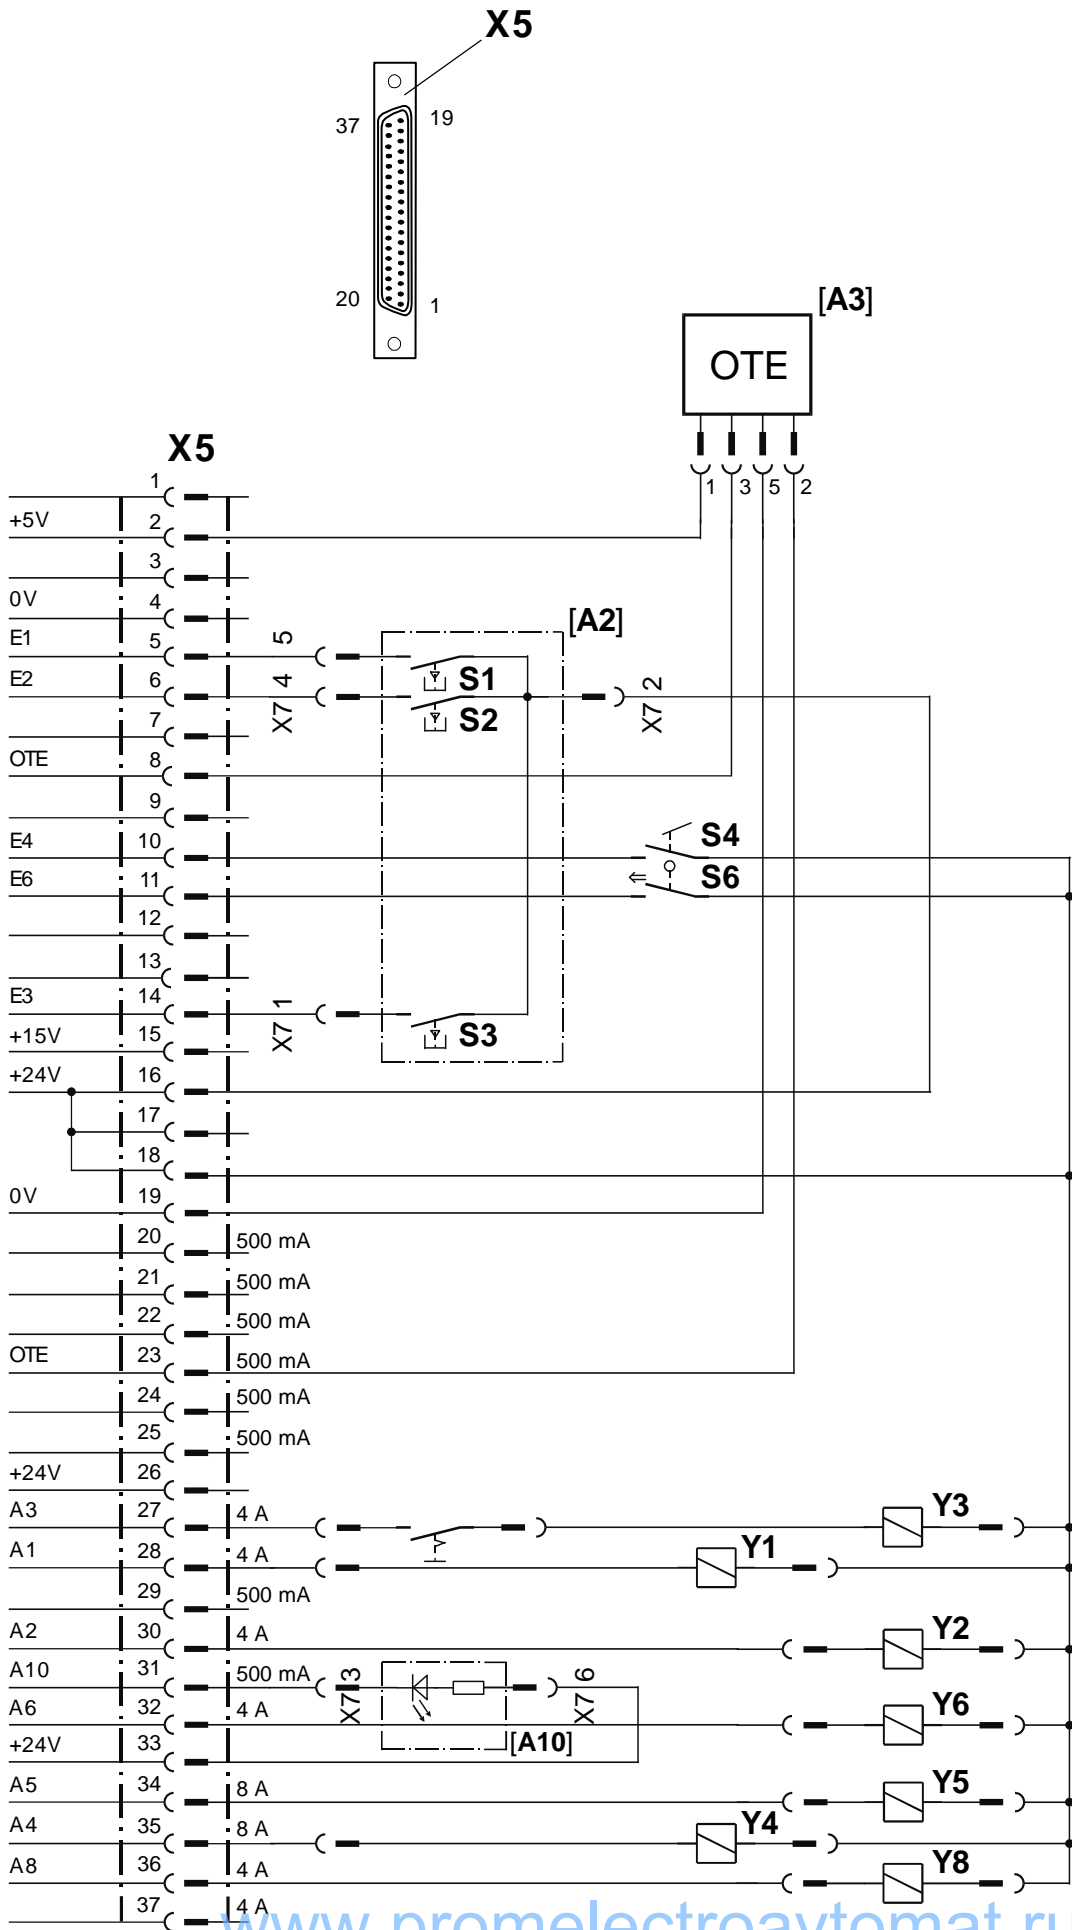 X5
37 19
20 1
[A3]
OTE
X5
1 3 5 2
1
+5V 2
3
0V 4
[A2]
E1 5 5
S1
E2 6 X7 4 X7 2
S2
7
OTE 8
9
E4 10 S4
E6 11 S6
12
13
E3 14 X7 1
+15V 15 S3
+24V 16
17
18
0V 19
20 500 mA
21 500 mA
22 500 mA
OTE 23 500 mA
24 500 mA
25 500 mA
+24V 26
A3 27 4 A Y3
A1 28 4 A Y1
29 500 mA
A2 30 4 A Y2
A10 31 500 mA X7 3 X7 6
A6 32 4 A Y6
+24V 33 [A10]
A5 34 8 A Y5
A4 35 8 A Y4
A8 36 4 A Y8
37 4 A
www.promelectroavtomat.ru